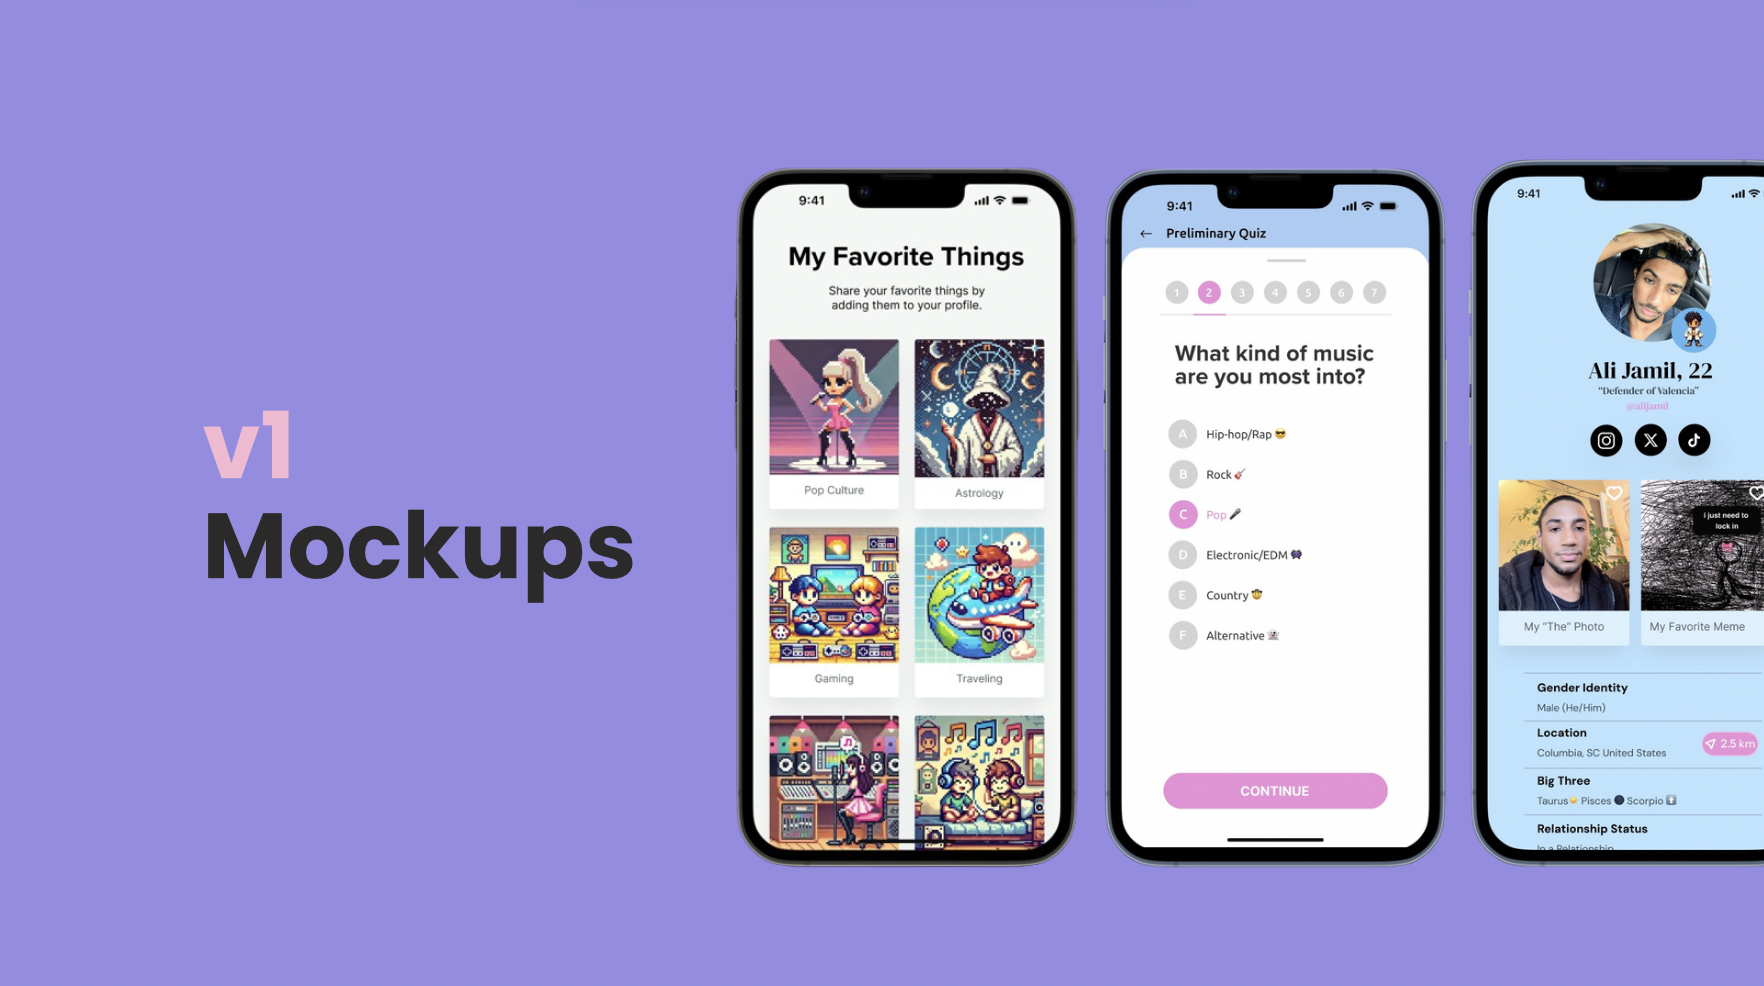 v1
Mockups
9:41
My Favorite Things
Share your favorite things by
adding them to your profile.
Pop Culture
Astrology
Gaming
Traveling
9:41
Preliminary Quiz
1 2 3 4 5 6 7
What kind of music
are you most into?
A Hip-hop/Rap 😎
B Rock 🎸
C Pop 🎤
D Electronic/EDM 🎆
E Country 🤠
F Alternative
CONTINUE
9:41
Ali Jamil, 22
“Defender of Valencia”
@alijamil
i just need to
lock in
My “The” Photo
My Favorite Meme
Gender Identity
Male (He/Him)
Location
Columbia, SC United States
2.5 km
Big Three
Taurus Pisces Scorpio
Relationship Status
In a Relationship